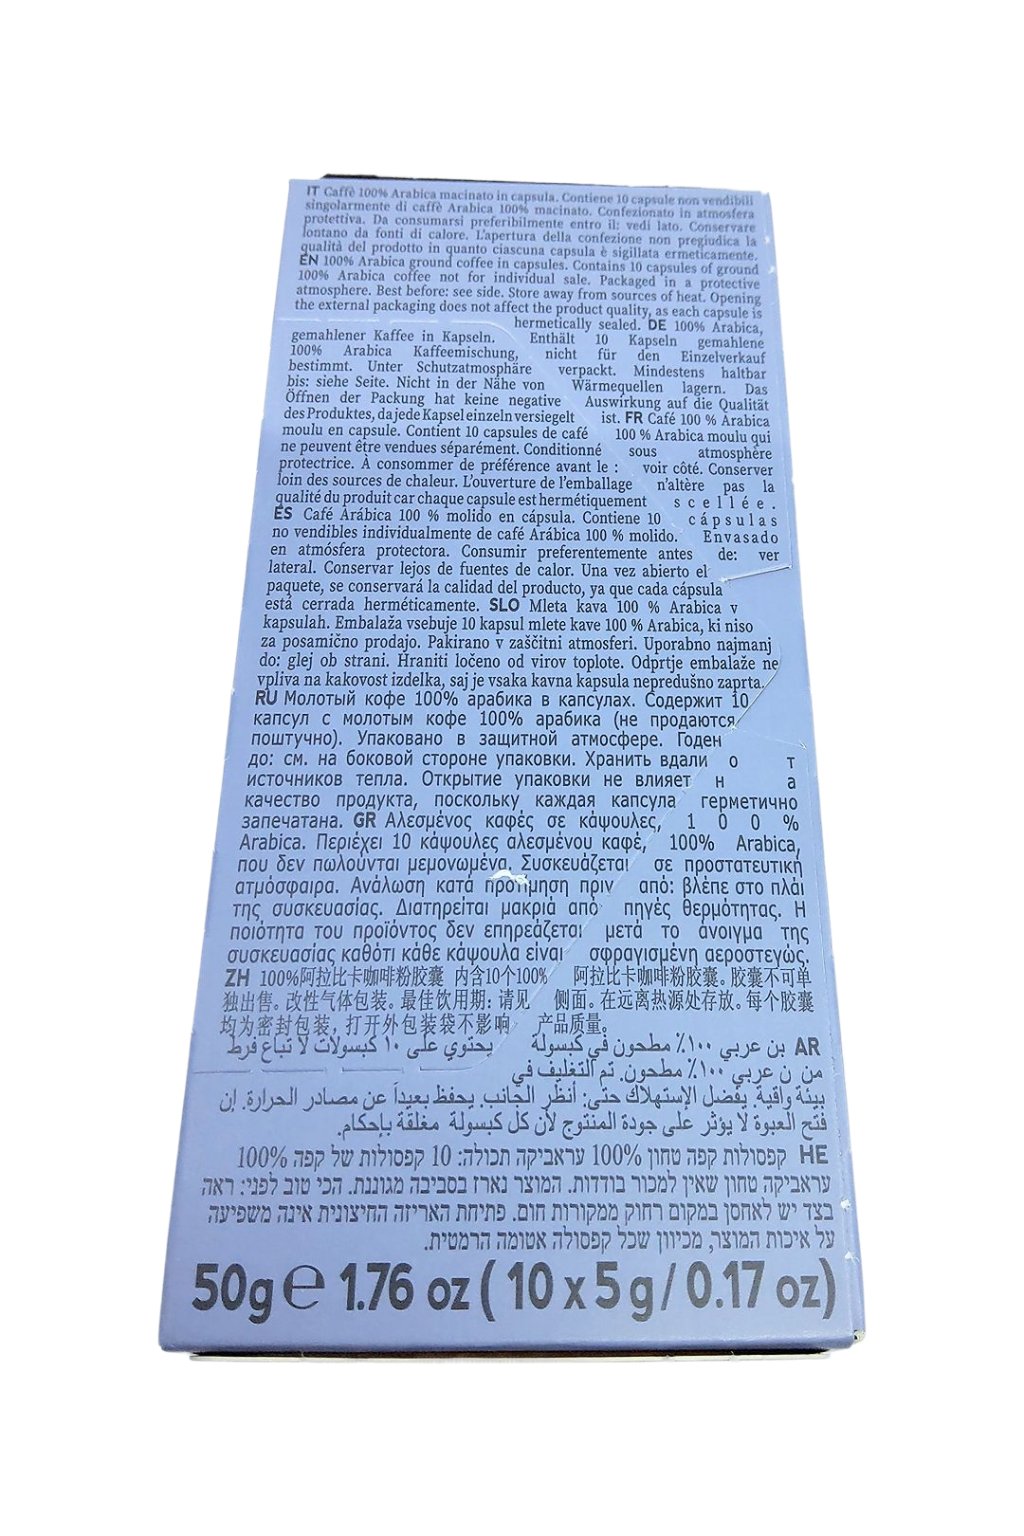 IT Caffè 100% Arabica macinato in capsula. Contiene 10 capsule non vendibili
singolarmente di caffè Arabica 100% macinato. Confezionato in atmosfera
protettiva. Da consumarsi preferibilmente entro il: vedi lato. Conservare
lontano da fonti di calore. L’apertura della confezione non pregiudica la
qualità del prodotto in quanto ciascuna capsula è sigillata ermeticamente.
EN 100% Arabica ground coffee in capsules. Contains 10 capsules of ground
100% Arabica coffee not for individual sale. Packaged in a protective
atmosphere. Best before: see side. Store away from sources of heat. Opening
the external packaging does not affect the product quality, as each capsule is
hermetically sealed. DE 100% Arabica,
gemahlener Kaffee in Kapseln. Enthält 10 Kapseln gemahlene
100% Arabica Kaffeemischung, nicht für den Einzelverkauf
bestimmt. Unter Schutzatmosphäre verpackt. Mindestens haltbar
bis: siehe Seite. Nicht in der Nähe von Wärmequellen lagern. Das
Öffnen der Packung hat keine negative Auswirkung auf die Qualität
des Produktes, da jede Kapsel einzeln versiegelt ist. FR Café 100 % Arabica
moulu en capsule. Contient 10 capsules de café 100 % Arabica moulu qui
ne peuvent être vendues séparément. Conditionné sous atmosphère
protectrice. À consommer de préférence avant le : voir côté. Conserver
loin des sources de chaleur. L’ouverture de l’emballage n’altère pas la
qualité du produit car chaque capsule est hermétiquement scellée.
ES Café Arábica 100 % molido en cápsula. Contiene 10 cápsulas
no vendibles individualmente de café Arábica 100 % molido. Envasado
en atmósfera protectora. Consumir preferentemente antes de: ver
lateral. Conservar lejos de fuentes de calor. Una vez abierto el
paquete, se conservará la calidad del producto, ya que cada cápsula
está cerrada herméticamente. SLO Mleta kava 100 % Arabica v
kapsulah. Embalaža vsebuje 10 kapsul mlete kave 100 % Arabica, ki niso
za posamično prodajo. Pakirano v zaščitni atmosferi. Uporabno najmanj
do: glej ob strani. Hraniti ločeno od virov toplote. Odprtje embalaže ne
vpliva na kakovost izdelka, saj je vsaka kavna kapsula nepredušno zaprta.
RU Молотый кофе 100% арабика в капсулах. Содержит 10
капсул с молотым кофе 100% арабика (не продаются
поштучно). Упаковано в защитной атмосфере. Годен
до: см. на боковой стороне упаковки. Хранить вдали от
источников тепла. Открытие упаковки не влияет на
качество продукта, поскольку каждая капсула герметично
запечатана. GR Αλεσμένος καφές σε κάψουλες, 100%
Arabica. Περιέχει 10 κάψουλες αλεσμένου καφέ, 100% Arabica,
που δεν πωλούνται μεμονωμένα. Συσκευάζεται σε προστατευτική
ατμόσφαιρα. Ανάλωση κατά προτίμηση πριν από: βλέπε στο πλάι
της συσκευασίας. Διατηρείται μακριά από πηγές θερμότητας. Η
ποιότητα του προϊόντος δεν επηρεάζεται μετά το άνοιγμα της
συσκευασίας καθότι κάθε κάψουλα είναι σφραγισμένη αεροστεγώς.
ZH 100%阿拉比卡咖啡粉胶囊 内含10个100% 阿拉比卡咖啡粉胶囊。胶囊不可单
独出售。改性气体包装。最佳饮用期: 请见 侧面。在远离热源处存放。每个胶囊
均为密封包装, 打开外包装袋不影响 产品质量。
AR بن عربي ١٠٠٪ مطحون في كبسولة يحتوي على ١٠ كبسولات لا تباع فرط
من ن عربي ١٠٠٪ مطحون. تم التغليف في
بيئة واقية. يفضل الإستهلاك حتى: أنظر الجانب. يحفظ بعيداً عن مصادر الحرارة. إن
فتح العبوة لا يؤثر على جودة المنتوج لأن كل كبسولة مغلقة بإحكام.
HE קפסולות קפה טחון 100% עראביקה תכולה: 10 קפסולות של קפה 100%
עראביקה טחון שאין למכור בודדות. המוצר נארז בסביבה מגוננת. הכי טוב לפני: ראה
בצד יש לאחסן במקום רחוק ממקורות חום. פתיחת האריזה החיצונית אינה משפיעה
על איכות המוצר, מכיוון שכל קפסולה אטומה הרמטית.
50g ℮ 1.76 oz ( 10 x 5 g / 0.17 oz)